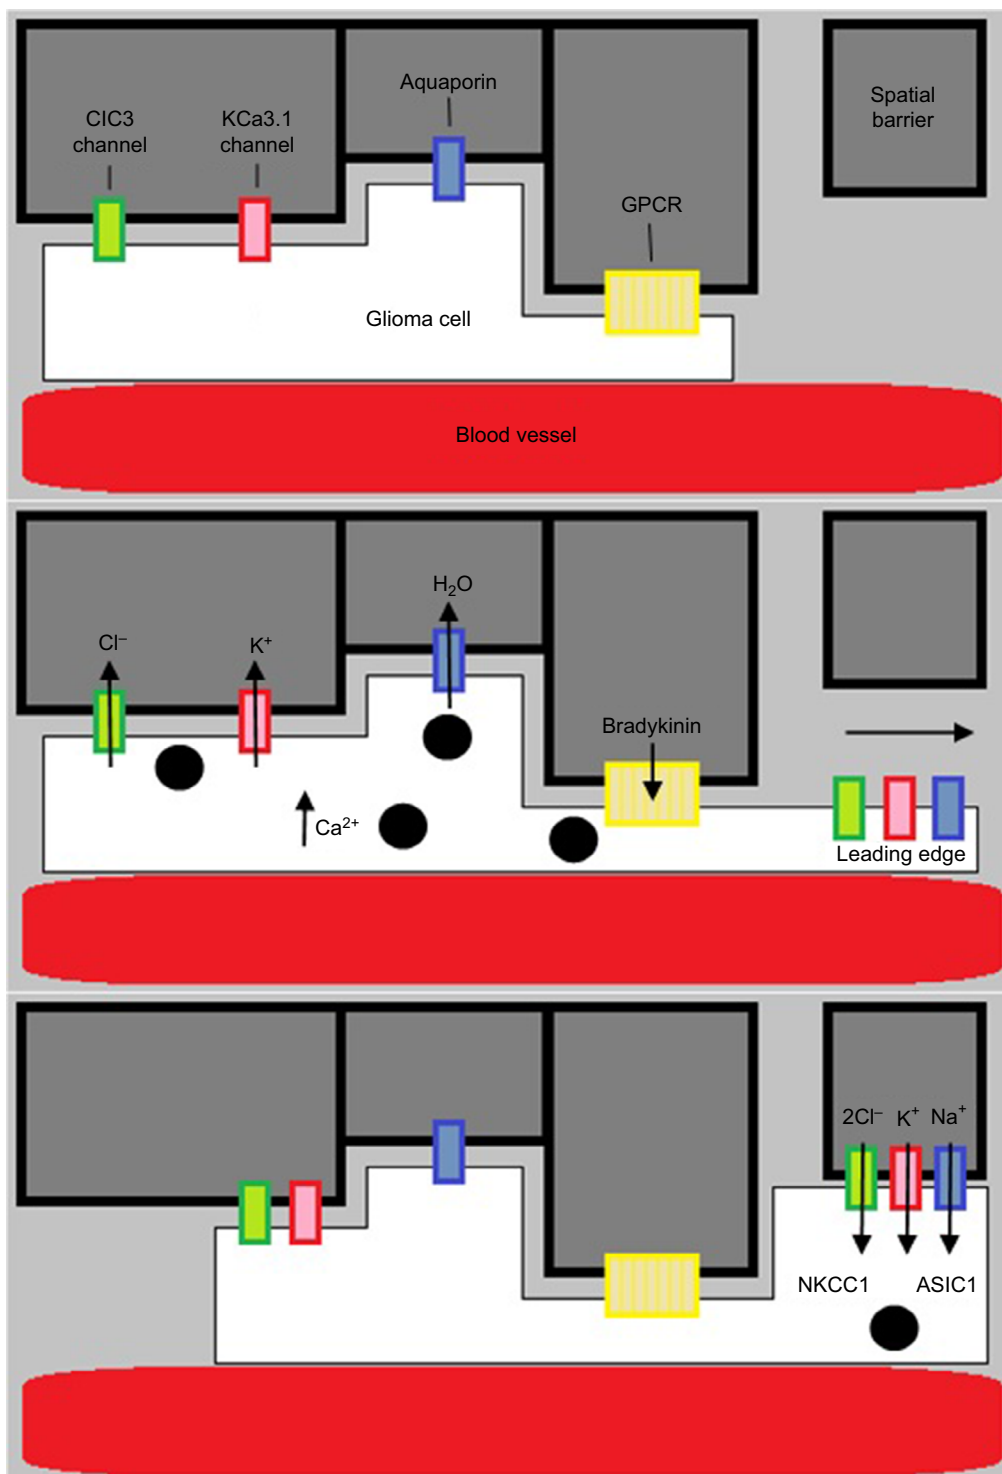 ClC3
channel
KCa3.1
channel
Aquaporin
Spatial
barrier
GPCR
Glioma cell
Blood vessel
H₂O
Cl⁻
K⁺
Bradykinin
Ca²⁺
Leading edge
2Cl⁻ K⁺ Na⁺
NKCC1 ASIC1